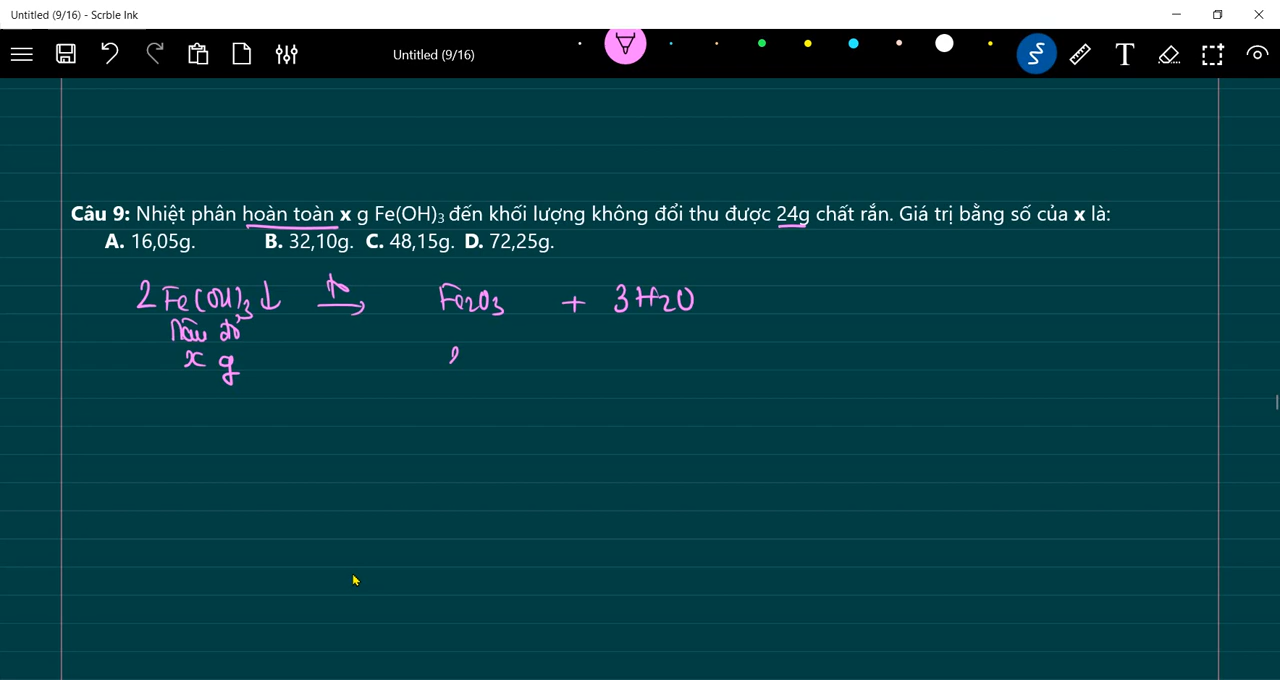 Untitled (9/16) - Scrble Ink
Untitled (9/16)
T
Câu 9: Nhiệt phân hoàn toàn x g Fe(OH)₃ đến khối lượng không đổi thu được 24g chất rắn. Giá trị bằng số của x là:
A. 16,05g. B. 32,10g. C. 48,15g. D. 72,25g.
2 Fe(OH)₃↓ → Fe₂O₃ + 3H₂O
Nâu đỏ
x g